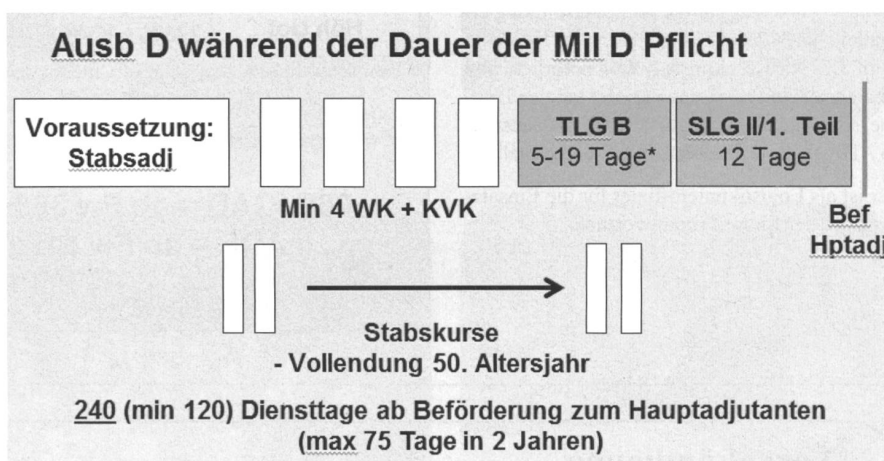 Ausb D während der Dauer der Mil D Pflicht
Voraussetzung:
Stabsadj
TLG B
5-19 Tage*
SLG II/1. Teil
12 Tage
Min 4 WK + KVK
Bef
Hptadj
Stabskurse
- Vollendung 50. Altersjahr
240 (min 120) Diensttage ab Beförderung zum Hauptadjutanten
(max 75 Tage in 2 Jahren)